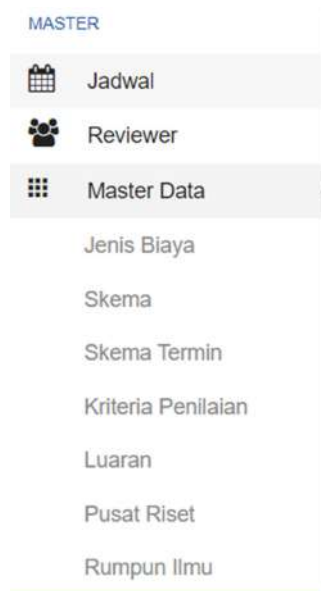 MASTER
Jadwal
Reviewer
Master Data
Jenis Biaya
Skema
Skema Termin
Kriteria Penilaian
Luaran
Pusat Riset
Rumpun Ilmu